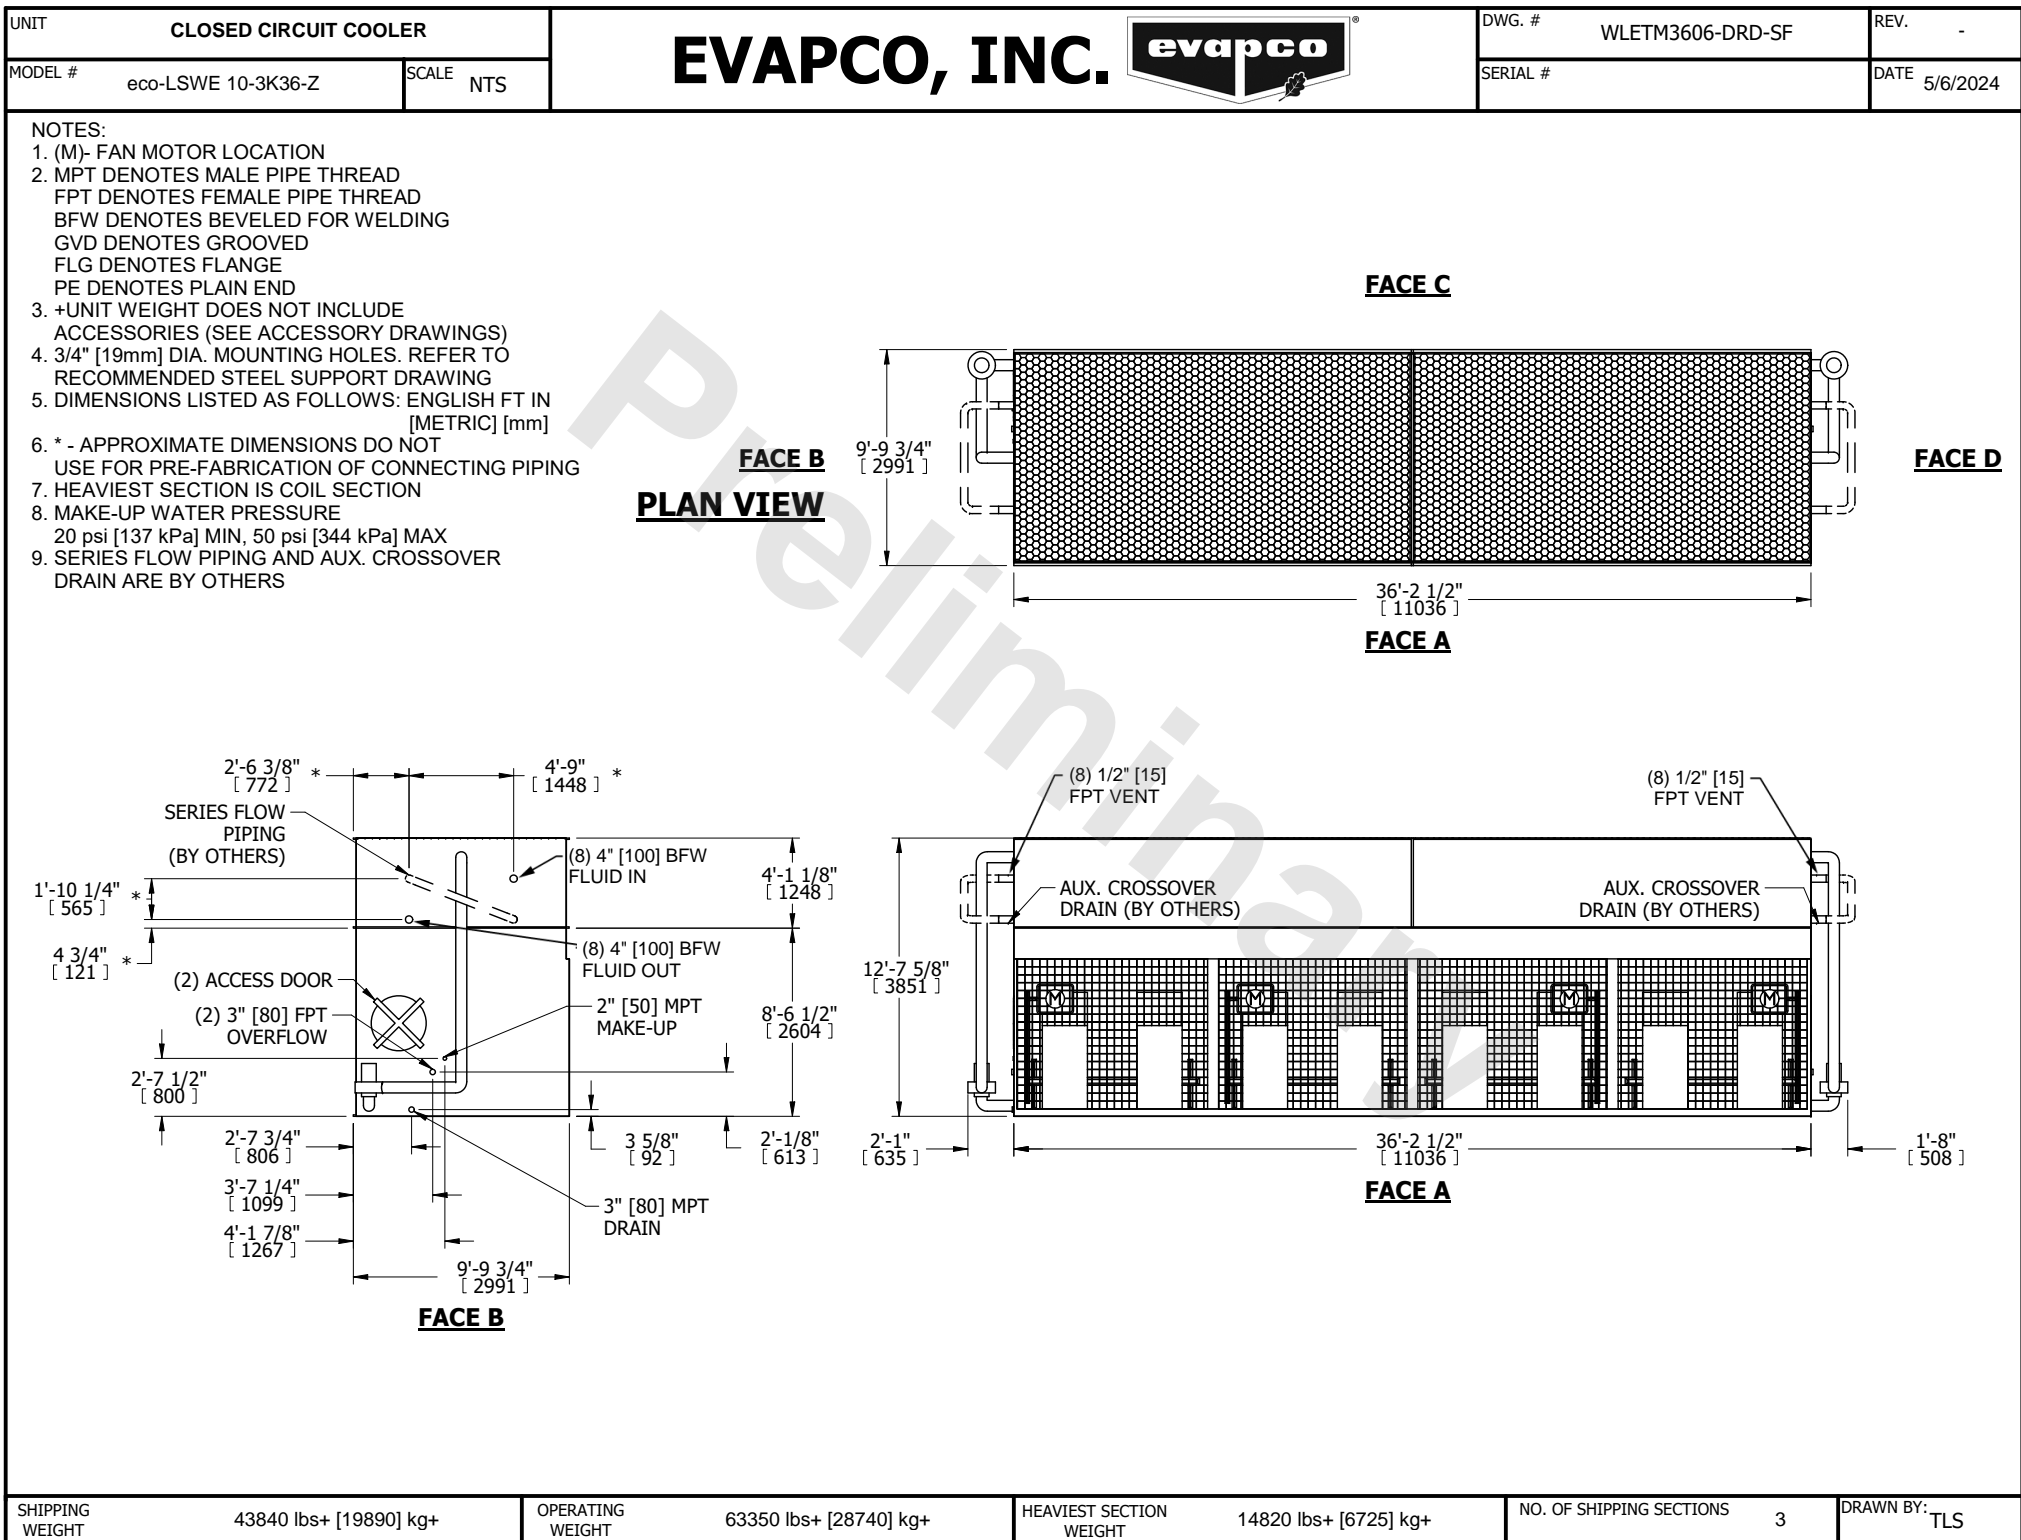 UNIT
CLOSED CIRCUIT COOLER
MODEL #
eco-LSWE 10-3K36-Z
SCALE
NTS
EVAPCO, INC.
evapco
®
DWG. #
WLETM3606-DRD-SF
REV.
-
SERIAL #
DATE
5/6/2024
NOTES:
1. (M)- FAN MOTOR LOCATION
2. MPT DENOTES MALE PIPE THREAD
FPT DENOTES FEMALE PIPE THREAD
BFW DENOTES BEVELED FOR WELDING
GVD DENOTES GROOVED
FLG DENOTES FLANGE
PE DENOTES PLAIN END
3. +UNIT WEIGHT DOES NOT INCLUDE
ACCESSORIES (SEE ACCESSORY DRAWINGS)
4. 3/4" [19mm] DIA. MOUNTING HOLES. REFER TO
RECOMMENDED STEEL SUPPORT DRAWING
5. DIMENSIONS LISTED AS FOLLOWS: ENGLISH FT IN
[METRIC] [mm]
6. * - APPROXIMATE DIMENSIONS DO NOT
USE FOR PRE-FABRICATION OF CONNECTING PIPING
7. HEAVIEST SECTION IS COIL SECTION
8. MAKE-UP WATER PRESSURE
20 psi [137 kPa] MIN, 50 psi [344 kPa] MAX
9. SERIES FLOW PIPING AND AUX. CROSSOVER
DRAIN ARE BY OTHERS
Preliminary
FACE C
FACE B
9'-9 3/4"
[ 2991 ]
FACE D
PLAN VIEW
36'-2 1/2"
[ 11036 ]
FACE A
2'-6 3/8" *
[ 772 ]
4'-9" *
[ 1448 ]
SERIES FLOW
PIPING
(BY OTHERS)
(8) 4" [100] BFW
FLUID IN
1'-10 1/4" *
[ 565 ]
4'-1 1/8"
[ 1248 ]
4 3/4" *
[ 121 ]
(8) 4" [100] BFW
FLUID OUT
(2) ACCESS DOOR
(2) 3" [80] FPT
OVERFLOW
2" [50] MPT
MAKE-UP
8'-6 1/2"
[ 2604 ]
2'-7 1/2"
[ 800 ]
2'-7 3/4"
[ 806 ]
3 5/8"
[ 92 ]
2'-1/8"
[ 613 ]
3'-7 1/4"
[ 1099 ]
3" [80] MPT
DRAIN
4'-1 7/8"
[ 1267 ]
9'-9 3/4"
[ 2991 ]
FACE B
(8) 1/2" [15]
FPT VENT
(8) 1/2" [15]
FPT VENT
AUX. CROSSOVER
DRAIN (BY OTHERS)
AUX. CROSSOVER
DRAIN (BY OTHERS)
12'-7 5/8"
[ 3851 ]
M
M
M
M
2'-1"
[ 635 ]
36'-2 1/2"
[ 11036 ]
1'-8"
[ 508 ]
FACE A
SHIPPING
WEIGHT
43840 lbs+ [19890] kg+
OPERATING
WEIGHT
63350 lbs+ [28740] kg+
HEAVIEST SECTION
WEIGHT
14820 lbs+ [6725] kg+
NO. OF SHIPPING SECTIONS
3
DRAWN BY:
TLS